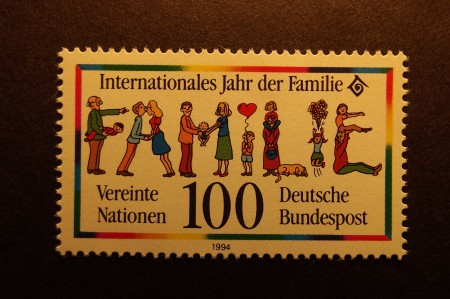 Internationales Jahr der Familie
FAMILIE
Vereinte
Nationen
100
Deutsche
Bundespost
1994